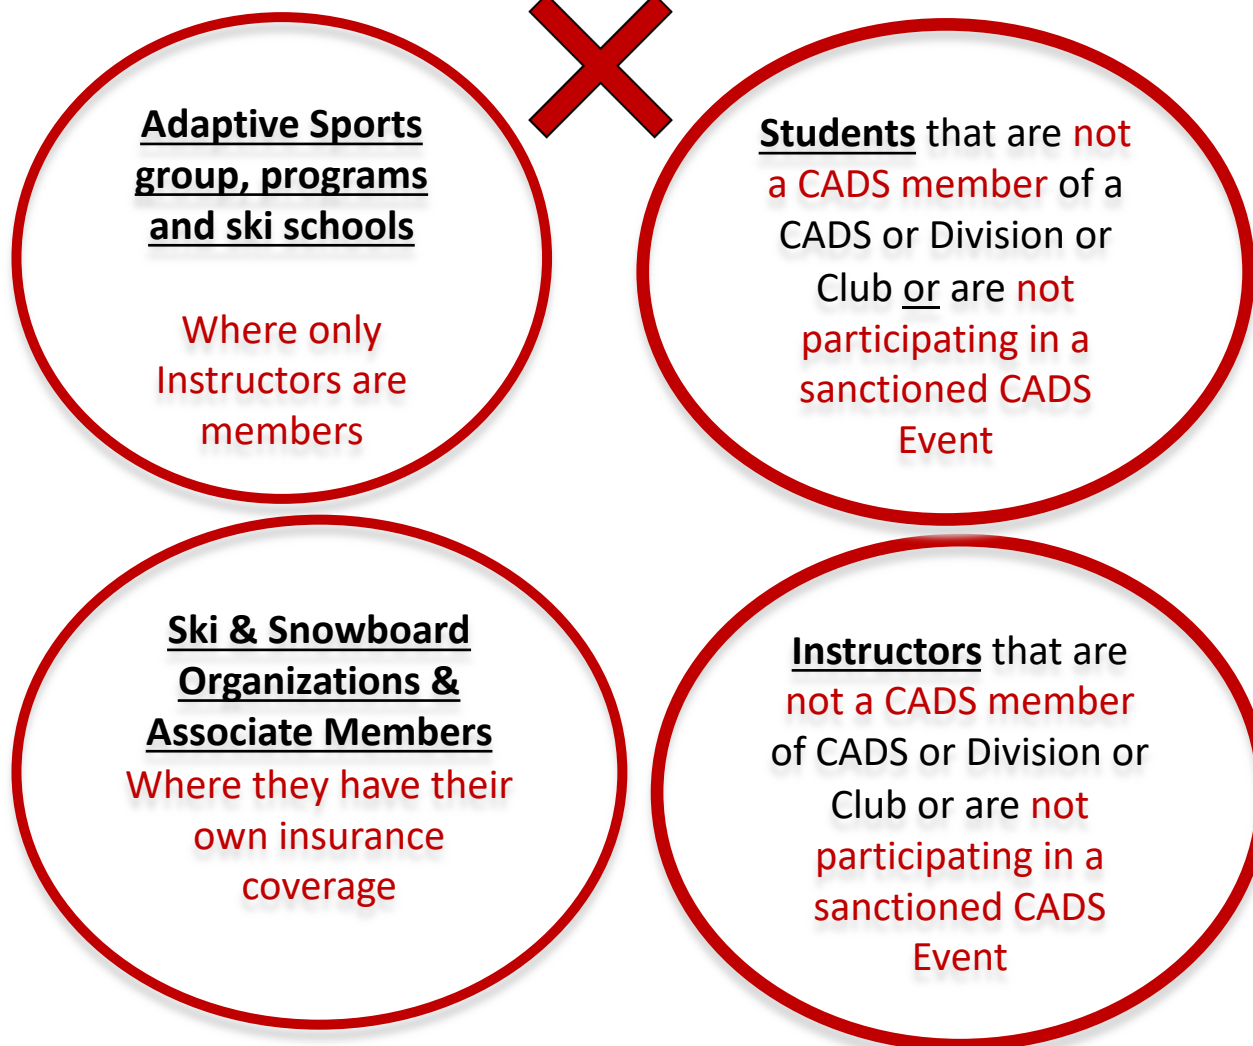 Adaptive Sports
group, programs
and ski schools
Where only
Instructors are
members
Students that are not
a CADS member of a
CADS or Division or
Club or are not
participating in a
sanctioned CADS
Event
Ski & Snowboard
Organizations &
Associate Members
Where they have their
own insurance
coverage
Instructors that are
not a CADS member
of CADS or Division or
Club or are not
participating in a
sanctioned CADS
Event